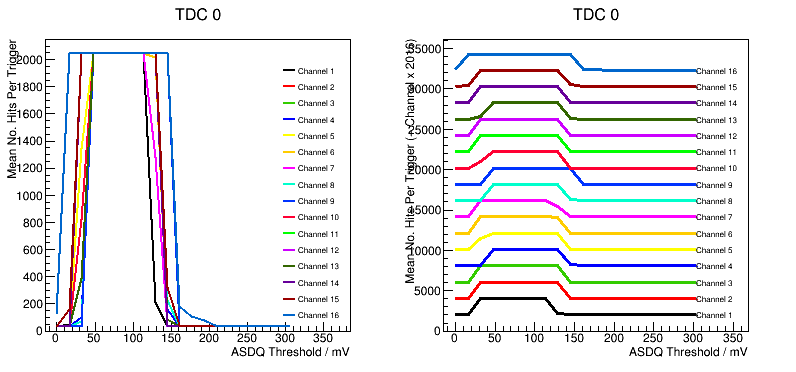 TDC 0
Mean No. Hits Per Trigger
2000
1800
1600
1400
1200
1000
800
600
400
200
0
Channel 1
Channel 2
Channel 3
Channel 4
Channel 5
Channel 6
Channel 7
Channel 8
Channel 9
Channel 10
Channel 11
Channel 12
Channel 13
Channel 14
Channel 15
Channel 16
0 50 100 150 200 250 300 350
ASDQ Threshold / mV
TDC 0
Mean No. Hits Per Trigger (+ Channel x 2016)
35000
30000
25000
20000
15000
10000
5000
0
Channel 16
Channel 15
Channel 14
Channel 13
Channel 12
Channel 11
Channel 10
Channel 9
Channel 8
Channel 7
Channel 6
Channel 5
Channel 4
Channel 3
Channel 2
Channel 1
0 50 100 150 200 250 300 350
ASDQ Threshold / mV